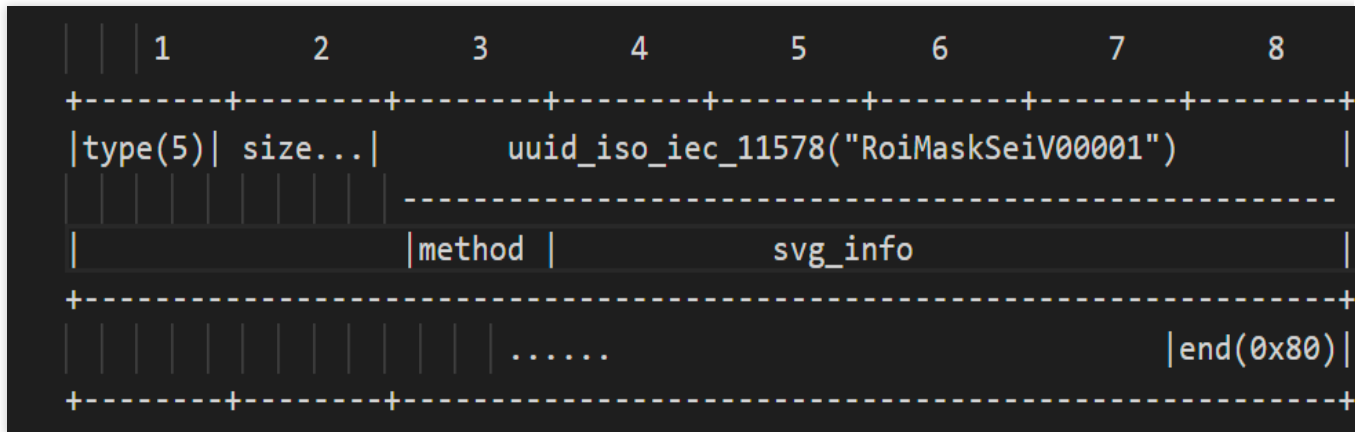 1 2 3 4 5 6 7 8
+--------+--------+--------+--------+--------+--------+--------+--------+
|type(5)| size...| uuid_iso_iec_11578("RoiMaskSeiV00001") |
-----------------------------------------------------
| |method | svg_info |
+-----------------------------------------------------------------------+
...... |end(0x80)|
+--------+--------+-----------------------------------------------------+